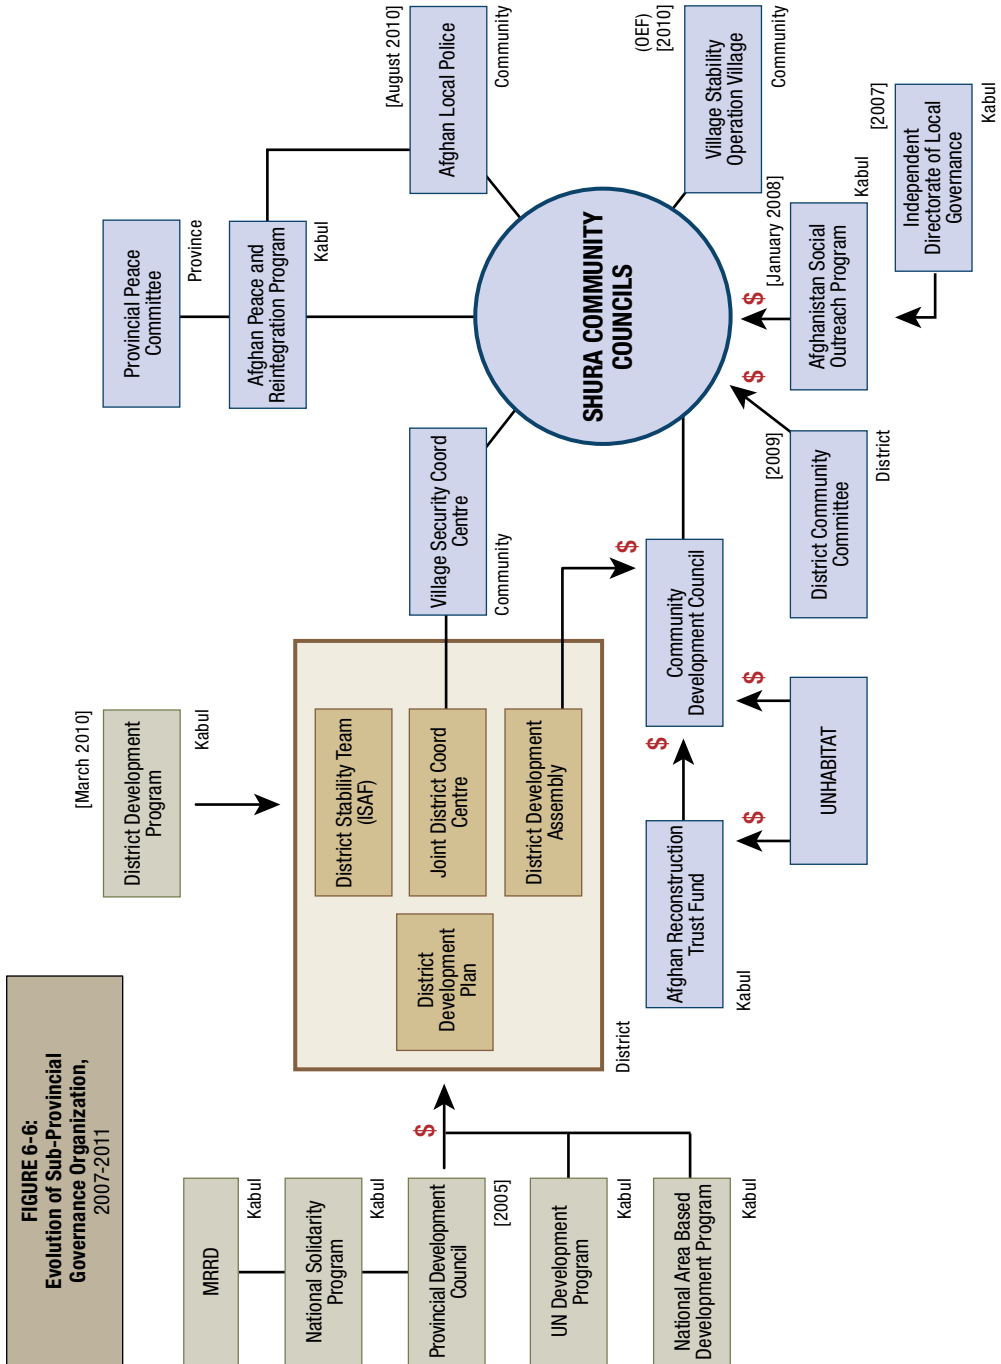 FIGURE 6-6:
Evolution of Sub-Provincial
Governance Organization,
2007-2011
MRRD
Kabul
National Solidarity
Program
Kabul
Provincial Development
Council
[2005]
UN Development
Program
Kabul
National Area Based
Development Program
Kabul
$
[March 2010]
District Development
Program
Kabul
District
Development
Plan
District Stability Team
(ISAF)
Joint District Coord
Centre
District Development
Assembly
District
Village Security Coord
Centre
Community
Provincial Peace
Committee
Province
Afghan Peace and
Reintegration Program
Kabul
[August 2010]
Afghan Local Police
Community
SHURA COMMUNITY
COUNCILS
(OEF)
[2010]
Village Stability
Operation Village
Community
$
Community
Development Council
$
Afghan Reconstruction
Trust Fund
Kabul
$
$
UNHABITAT
$
[2009]
District Community
Committee
District
$
[January 2008]
Afghanistan Social
Outreach Program
Kabul
[2007]
Independent
Directorate of Local
Governance
Kabul